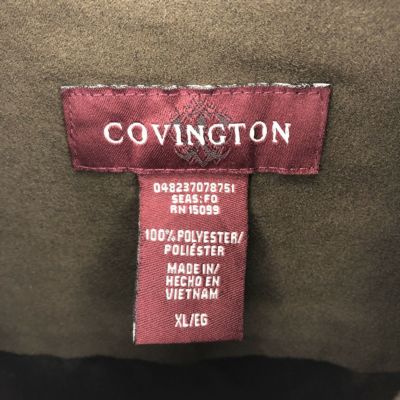 COVINGTON
048237078751
SEAS: FO
RN 15099
100% POLYESTER/
POLIÉSTER
MADE IN/
HECHO EN
VIETNAM
XL/EG